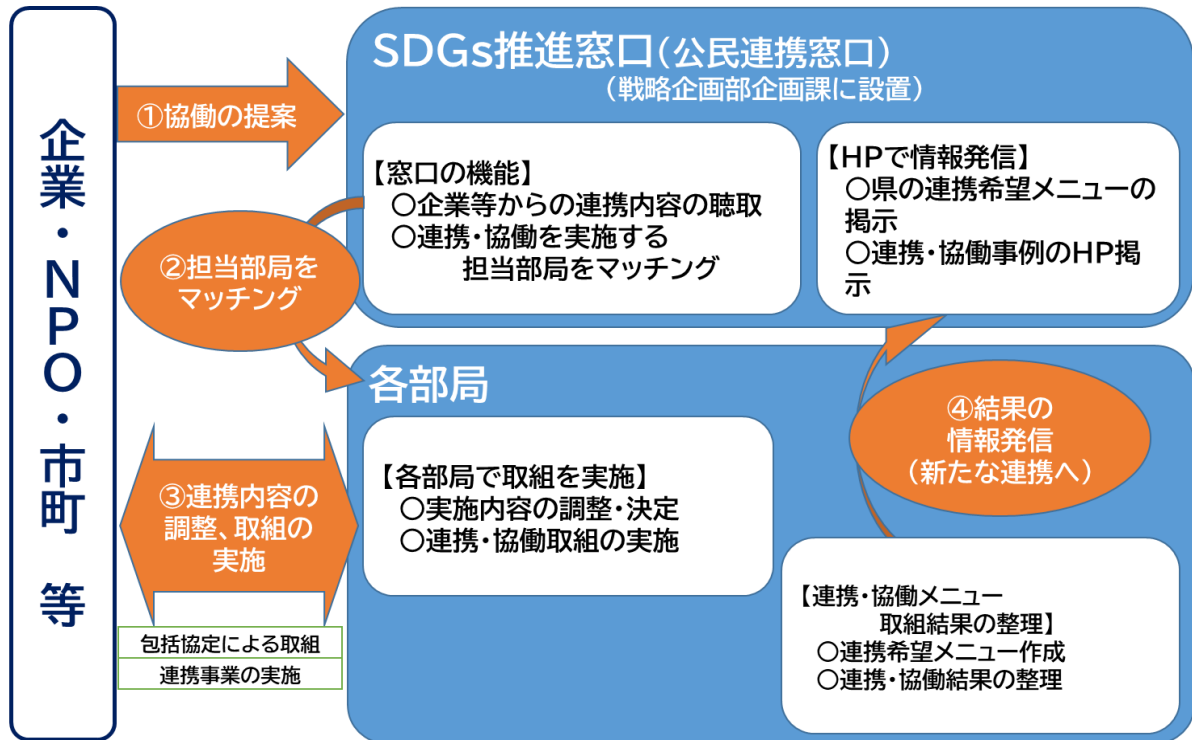 企業・NPO・市町　等
①協働の提案
SDGs推進窓口(公民連携窓口)
(戦略企画部企画課に設置)
【窓口の機能】
○企業等からの連携内容の聴取
○連携・協働を実施する
担当部局をマッチング
【HPで情報発信】
○県の連携希望メニューの
掲示
○連携・協働事例のHP掲
示
②担当部局を
マッチング
各部局
【各部局で取組を実施】
○実施内容の調整・決定
○連携・協働取組の実施
③連携内容の
調整、取組の
実施
包括協定による取組
連携事業の実施
④結果の
情報発信
(新たな連携へ)
【連携・協働メニュー
取組結果の整理】
○連携希望メニュー作成
○連携・協働結果の整理